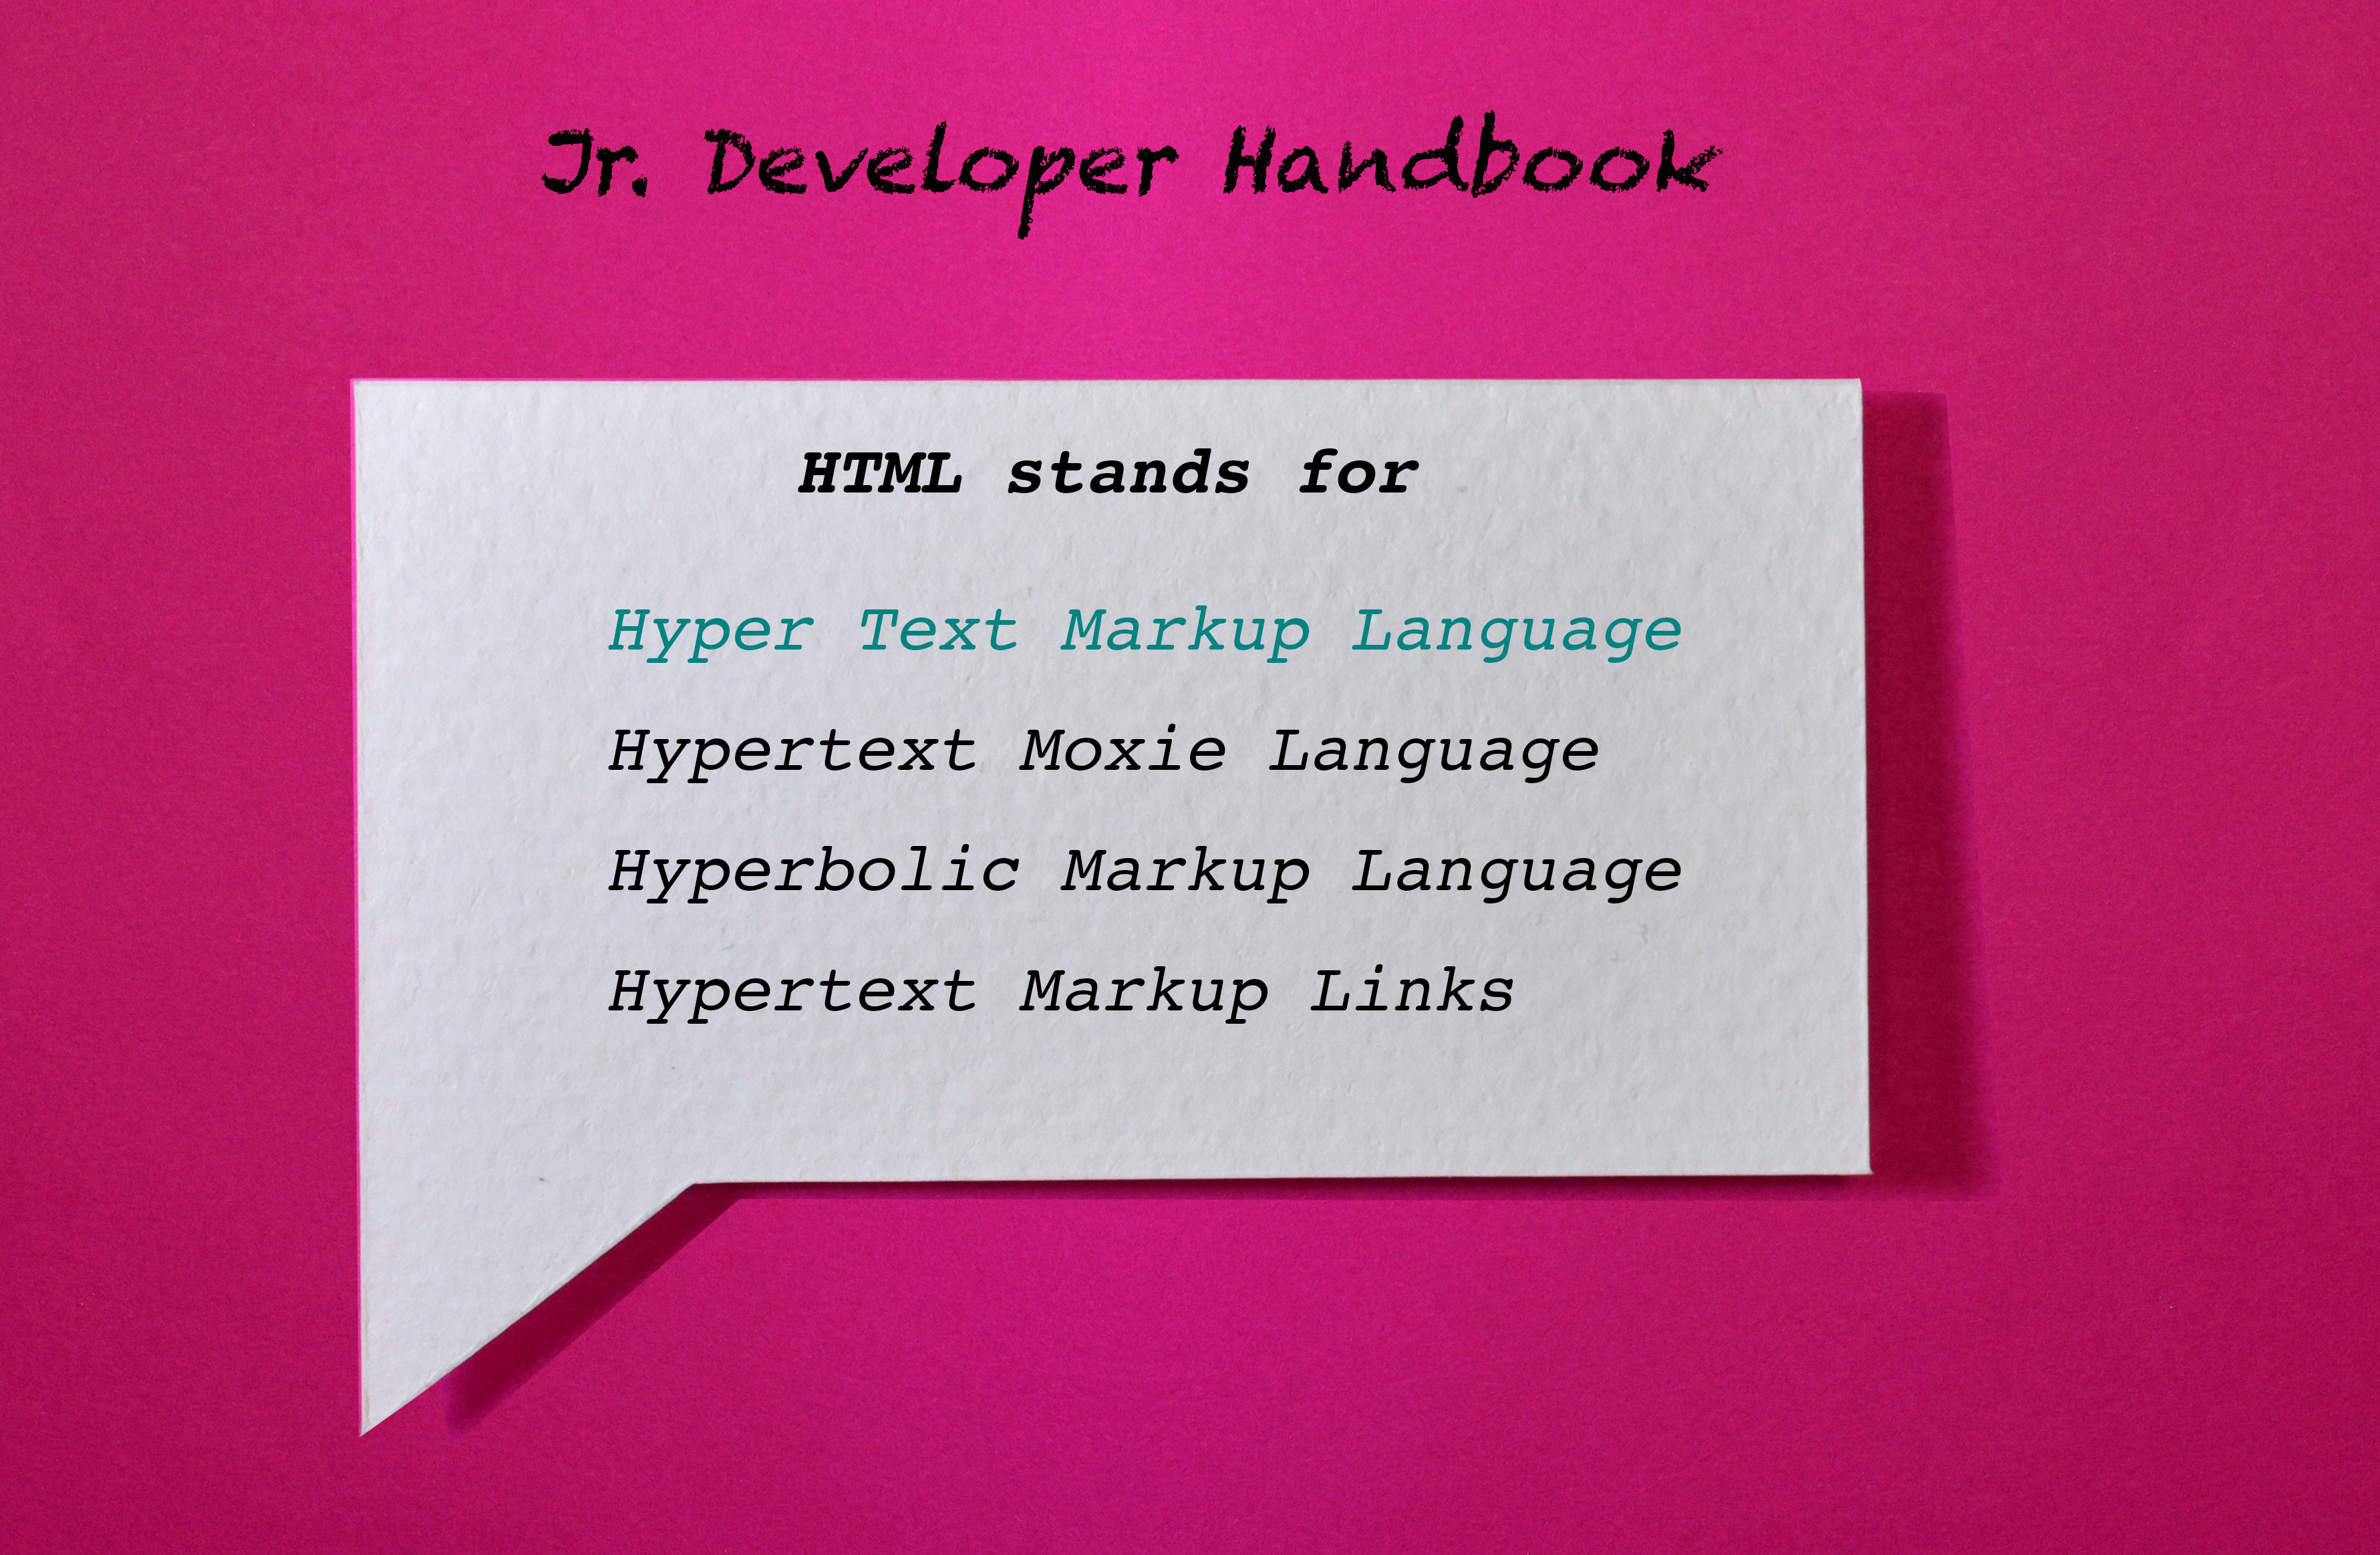 Jr. Developer Handbook
HTML stands for
Hyper Text Markup Language
Hypertext Moxie Language
Hyperbolic Markup Language
Hypertext Markup Links